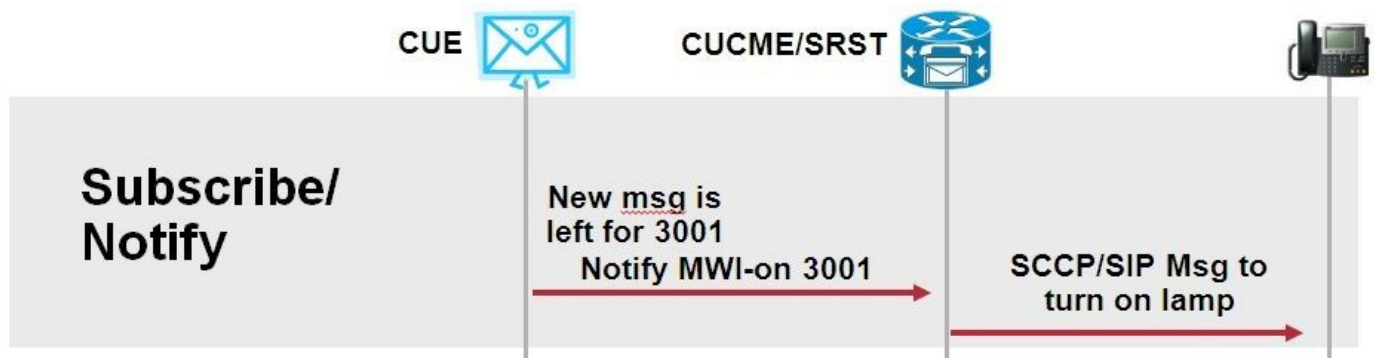 CUE
CUCME/SRST
Subscribe/
Notify
New msg is
left for 3001
Notify MWI-on 3001
SCCP/SIP Msg to
turn on lamp